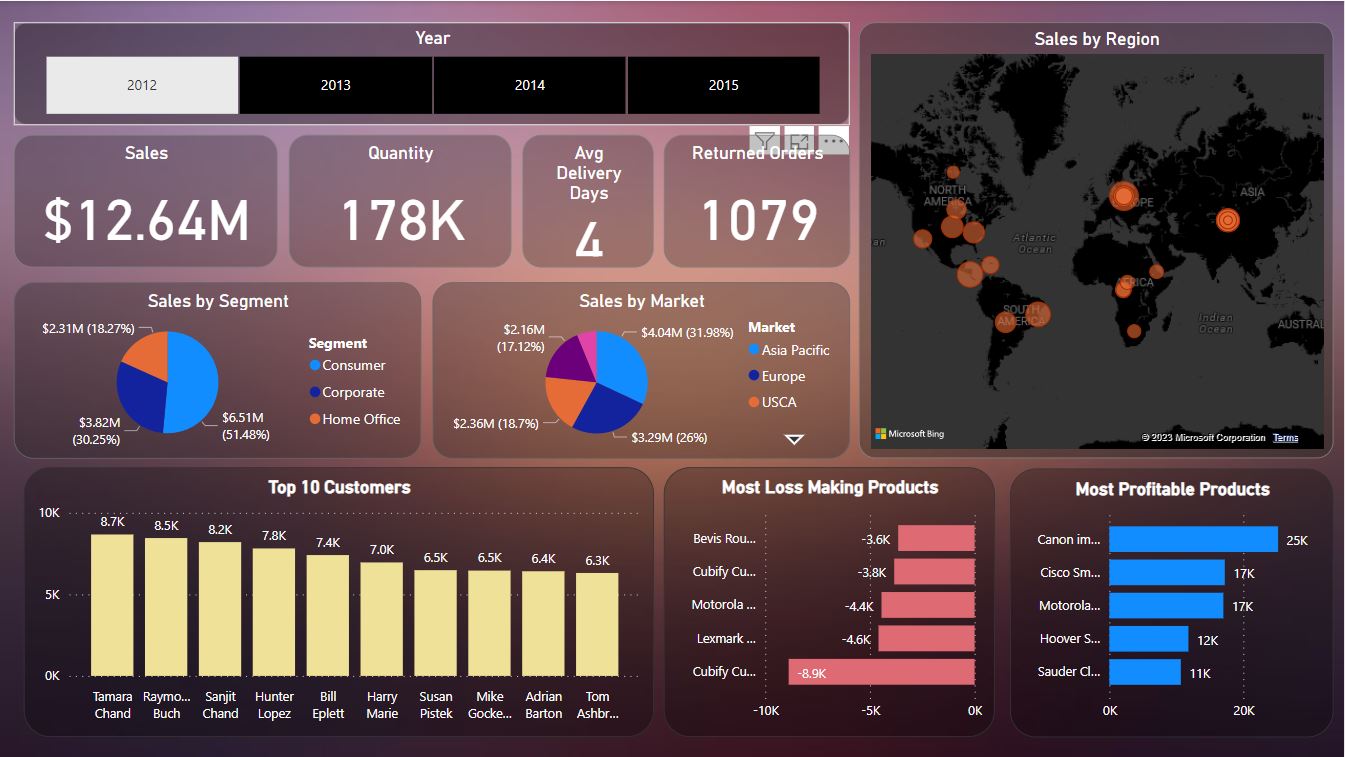 Year
2012
2013
2014
2015
Sales
$12.64M
Quantity
178K
Avg
Delivery
Days
4
Returned Orders
1079
Sales by Region
NORTH
AMERICA
Atlantic
Ocean
ASIA
SOUTH
AMERICA
Indian
Ocean
AUSTRAL
an
OPE
RICA
Microsoft Bing
© 2023 Microsoft Corporation Terms
Sales by Segment
$2.31M (18.27%)
$3.82M
(30.25%)
$6.51M
(51.48%)
Segment
Consumer
Corporate
Home Office
Sales by Market
$2.16M
(17.12%)
$4.04M (31.98%)
$2.36M (18.7%)
$3.29M (26%)
Market
Asia Pacific
Europe
USCA
Top 10 Customers
10K
5K
0K
8.7K
8.5K
8.2K
7.8K
7.4K
7.0K
6.5K
6.5K
6.4K
6.3K
Tamara
Chand
Raymo...
Buch
Sanjit
Chand
Hunter
Lopez
Bill
Eplett
Harry
Marie
Susan
Pistek
Mike
Gocke...
Adrian
Barton
Tom
Ashbr...
Most Loss Making Products
Bevis Rou...
-3.6K
Cubify Cu...
-3.8K
Motorola ...
-4.4K
Lexmark ...
-4.6K
Cubify Cu...
-8.9K
-10K
-5K
0K
Most Profitable Products
Canon im...
25K
Cisco Sm...
17K
Motorola...
17K
Hoover S...
12K
Sauder Cl...
11K
0K
20K